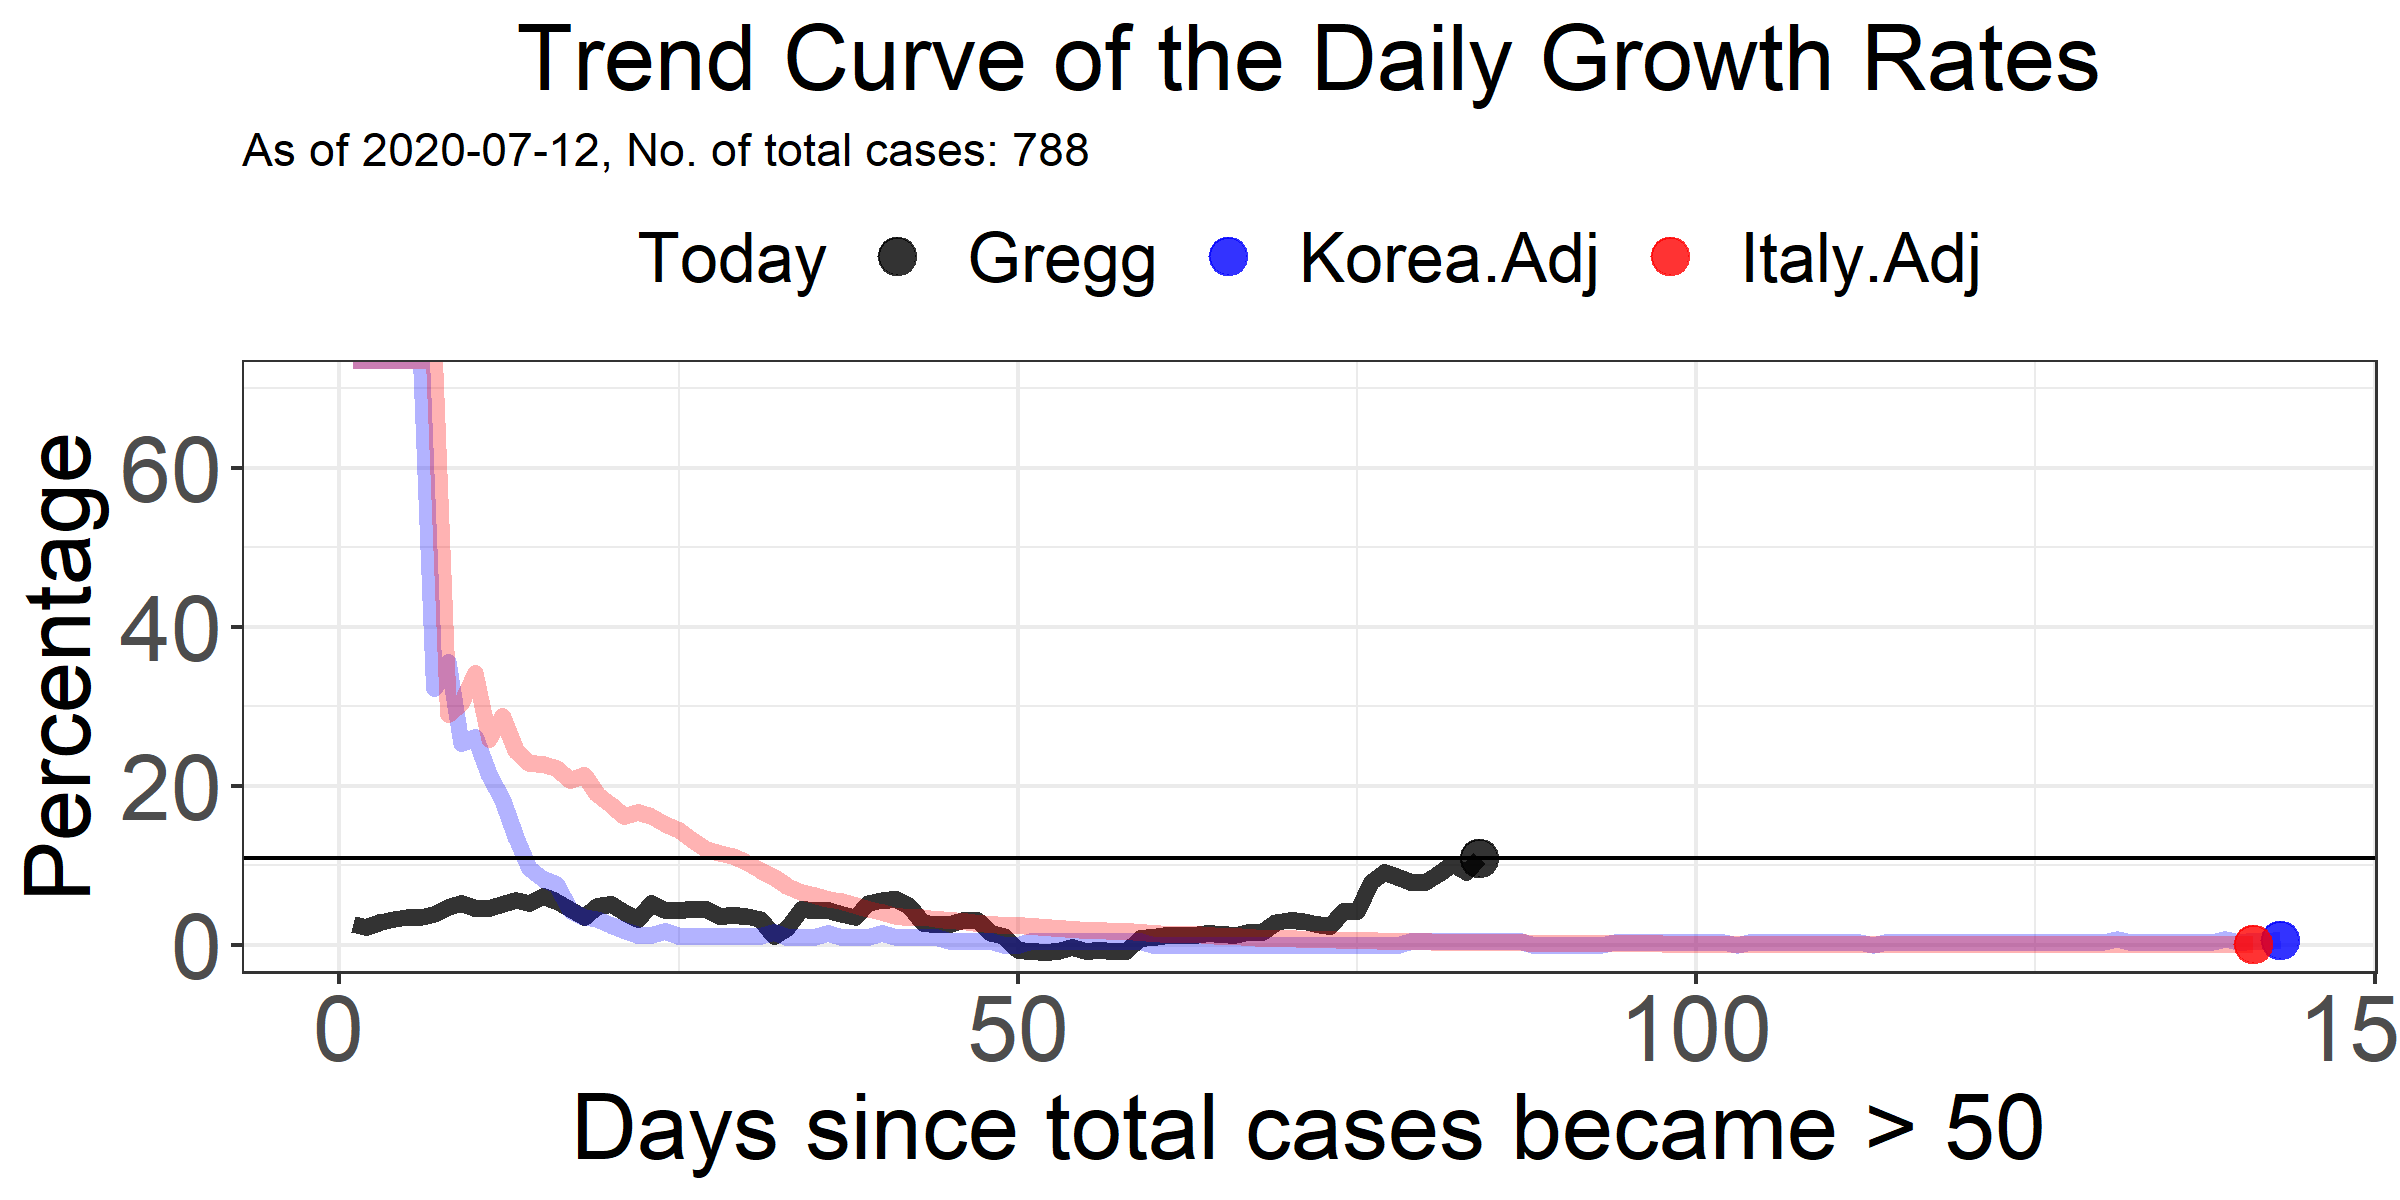 Trend Curve of the Daily Growth Rates
As of 2020-07-12, No. of total cases: 788
Today Gregg Korea.Adj Italy.Adj
Percentage
60
40
20
0
0 50 100 15
Days since total cases became > 50